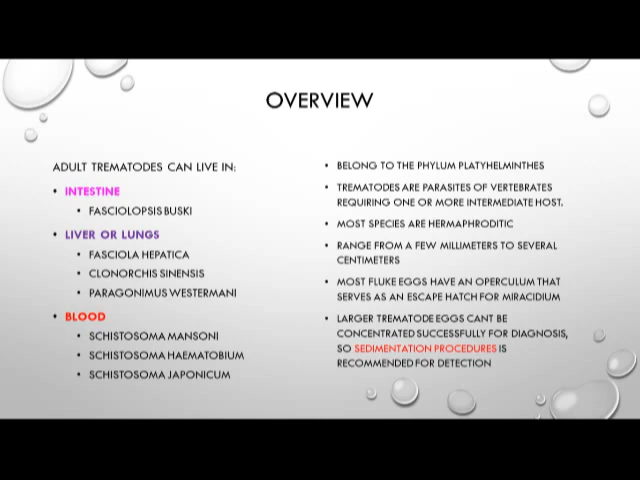 OVERVIEW
ADULT TREMATODES CAN LIVE IN:
• INTESTINE
• FASCIOLOPSIS BUSKI
• LIVER OR LUNGS
• FASCIOLA HEPATICA
• CLONORCHIS SINENSIS
• PARAGONIMUS WESTERMANI
• BLOOD
• SCHISTOSOMA MANSONI
• SCHISTOSOMA HAEMATOBIUM
• SCHISTOSOMA JAPONICUM
• BELONG TO THE PHYLUM PLATYHELMINTHES
• TREMATODES ARE PARASITES OF VERTEBRATES
REQUIRING ONE OR MORE INTERMEDIATE HOST.
• MOST SPECIES ARE HERMAPHRODITIC
• RANGE FROM A FEW MILLIMETERS TO SEVERAL
CENTIMETERS
• MOST FLUKE EGGS HAVE AN OPERCULUM THAT
SERVES AS AN ESCAPE HATCH FOR MIRACIDIUM
• LARGER TREMATODE EGGS CANT BE
CONCENTRATED SUCCESSFULLY FOR DIAGNOSIS,
SO SEDIMENTATION PROCEDURES IS
RECOMMENDED FOR DETECTION